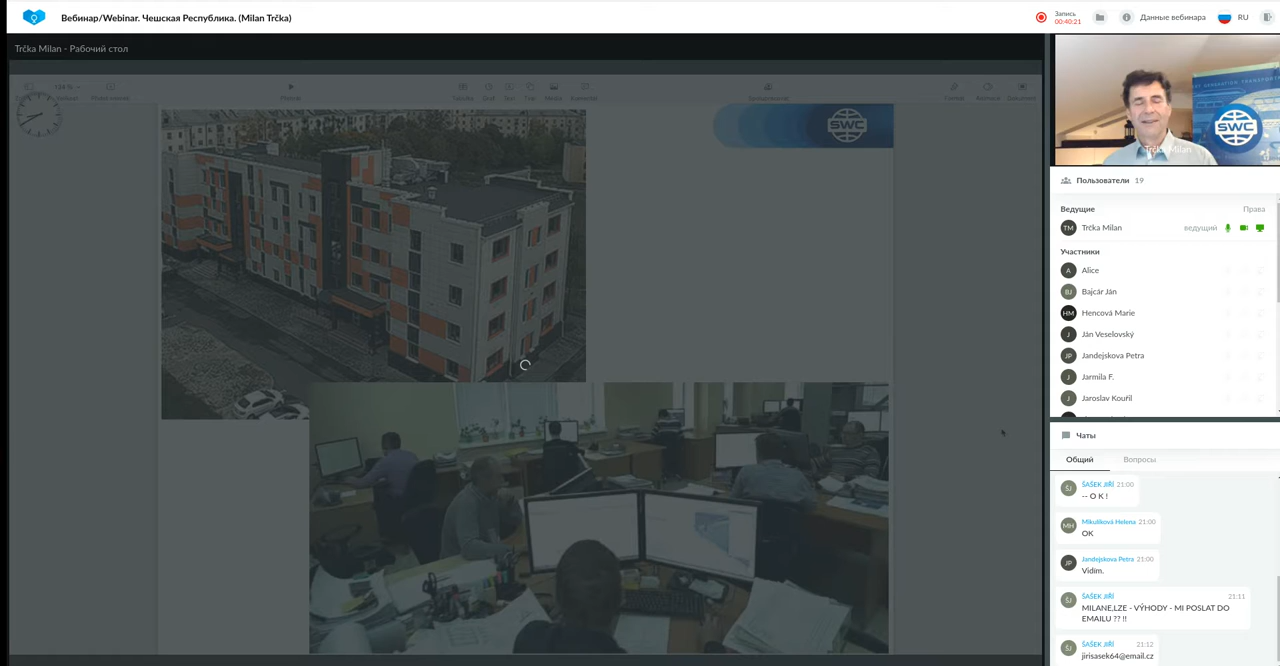 Вебинар/Webinar. Чешская Республика. (Milan Trčka)
Запись
00:40:21
Данные вебинара
RU
Trčka Milan - Рабочий стол
SWC
SWC
Trčka Milan
Пользователи 19
Ведущие Права
TM Trčka Milan ведущий
Участники
A Alice
BJ Bajcár Ján
HM Hencová Marie
J Ján Veselovský
JP Jandejskova Petra
J Jarmila F.
J Jaroslav Kouřil
Чаты
Общий Вопросы
ŠJ ŠAŠEK JIŘÍ 21:00
-- O K !
MH Mikulíková Helena 21:00
OK
JP Jandejskova Petra 21:00
Vidím.
ŠJ ŠAŠEK JIŘÍ 21:11
MILANE,LZE - VÝHODY - MI POSLAT DO
EMAILU ?? !!
ŠJ ŠAŠEK JIŘÍ 21:12
jirisasek64@email.cz